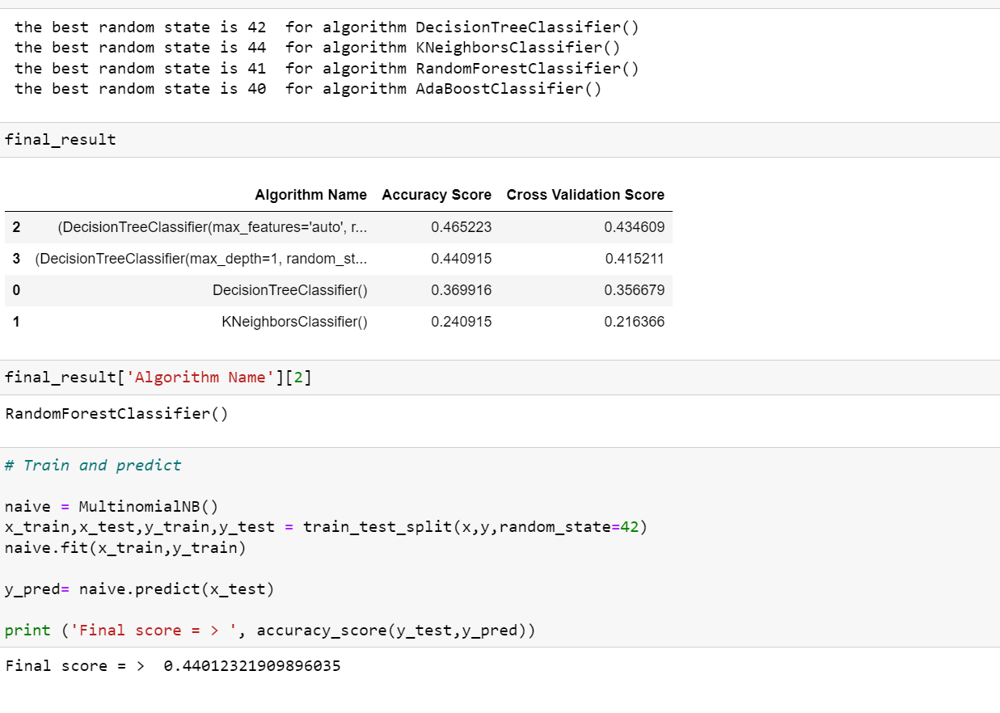 the best random state is 42  for algorithm DecisionTreeClassifier()
the best random state is 44  for algorithm KNeighborsClassifier()
the best random state is 41  for algorithm RandomForestClassifier()
the best random state is 40  for algorithm AdaBoostClassifier()
final_result
Algorithm Name Accuracy Score Cross Validation Score
2 (DecisionTreeClassifier(max_features='auto', r... 0.465223 0.434609
3 (DecisionTreeClassifier(max_depth=1, random_st... 0.440915 0.415211
0 DecisionTreeClassifier() 0.369916 0.356679
1 KNeighborsClassifier() 0.240915 0.216366
final_result['Algorithm Name'][2]
RandomForestClassifier()
# Train and predict
naive = MultinomialNB()
x_train,x_test,y_train,y_test = train_test_split(x,y,random_state=42)
naive.fit(x_train,y_train)
y_pred= naive.predict(x_test)
print ('Final score = > ', accuracy_score(y_test,y_pred))
Final score = >  0.44012321909896035